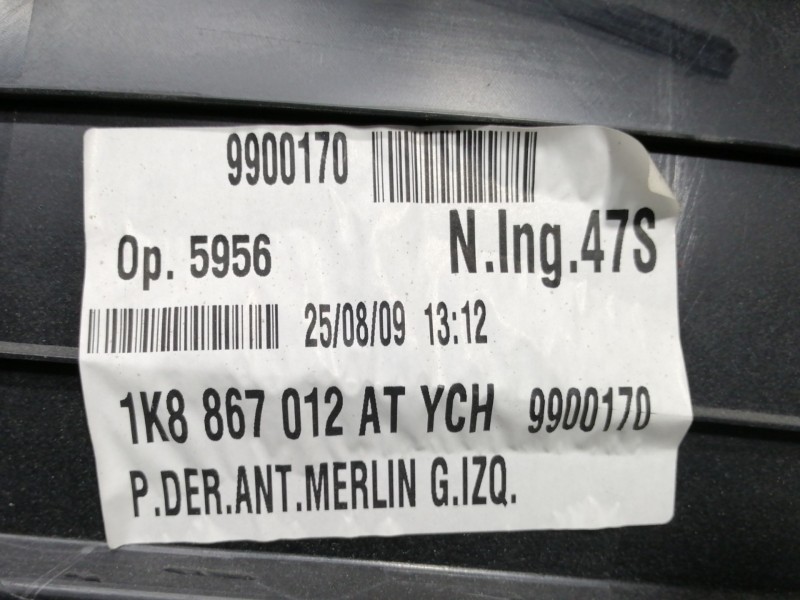 9900170
Op. 5956 N.Ing.47S
25/08/09 13:12
1K8 867 012 AT YCH 9900170
P.DER.ANT.MERLIN G.IZQ.